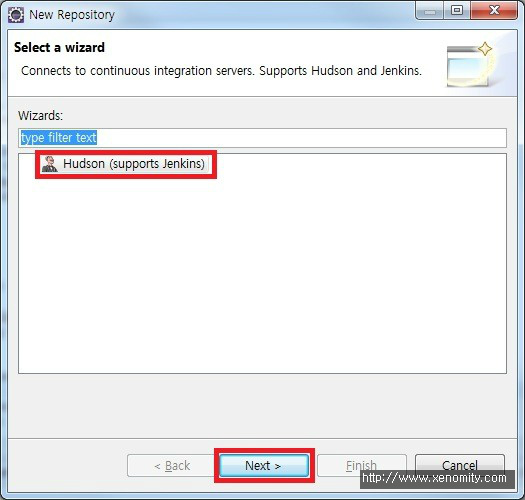 New Repository
Select a wizard
Connects to continuous integration servers. Supports Hudson and Jenkins.
Wizards:
type filter text
Hudson (supports Jenkins)
< Back
Next >
Finish
Cancel
http://www.xenomity.com